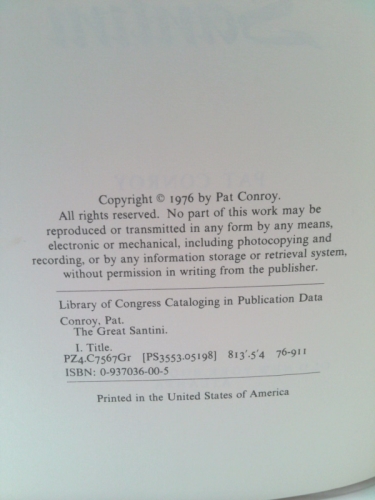 Santini
PAT CONROY
Copyright © 1976 by Pat Conroy.
All rights reserved. No part of this work may be
reproduced or transmitted in any form by any means,
electronic or mechanical, including photocopying and
recording, or by any information storage or retrieval system,
without permission in writing from the publisher.
Library of Congress Cataloging in Publication Data
Conroy, Pat.
The Great Santini.
I. Title.
PZ4.C7567Gr [PS3553.05198] 813'.5'4 76-911
ISBN: 0-937036-00-5
Printed in the United States of America